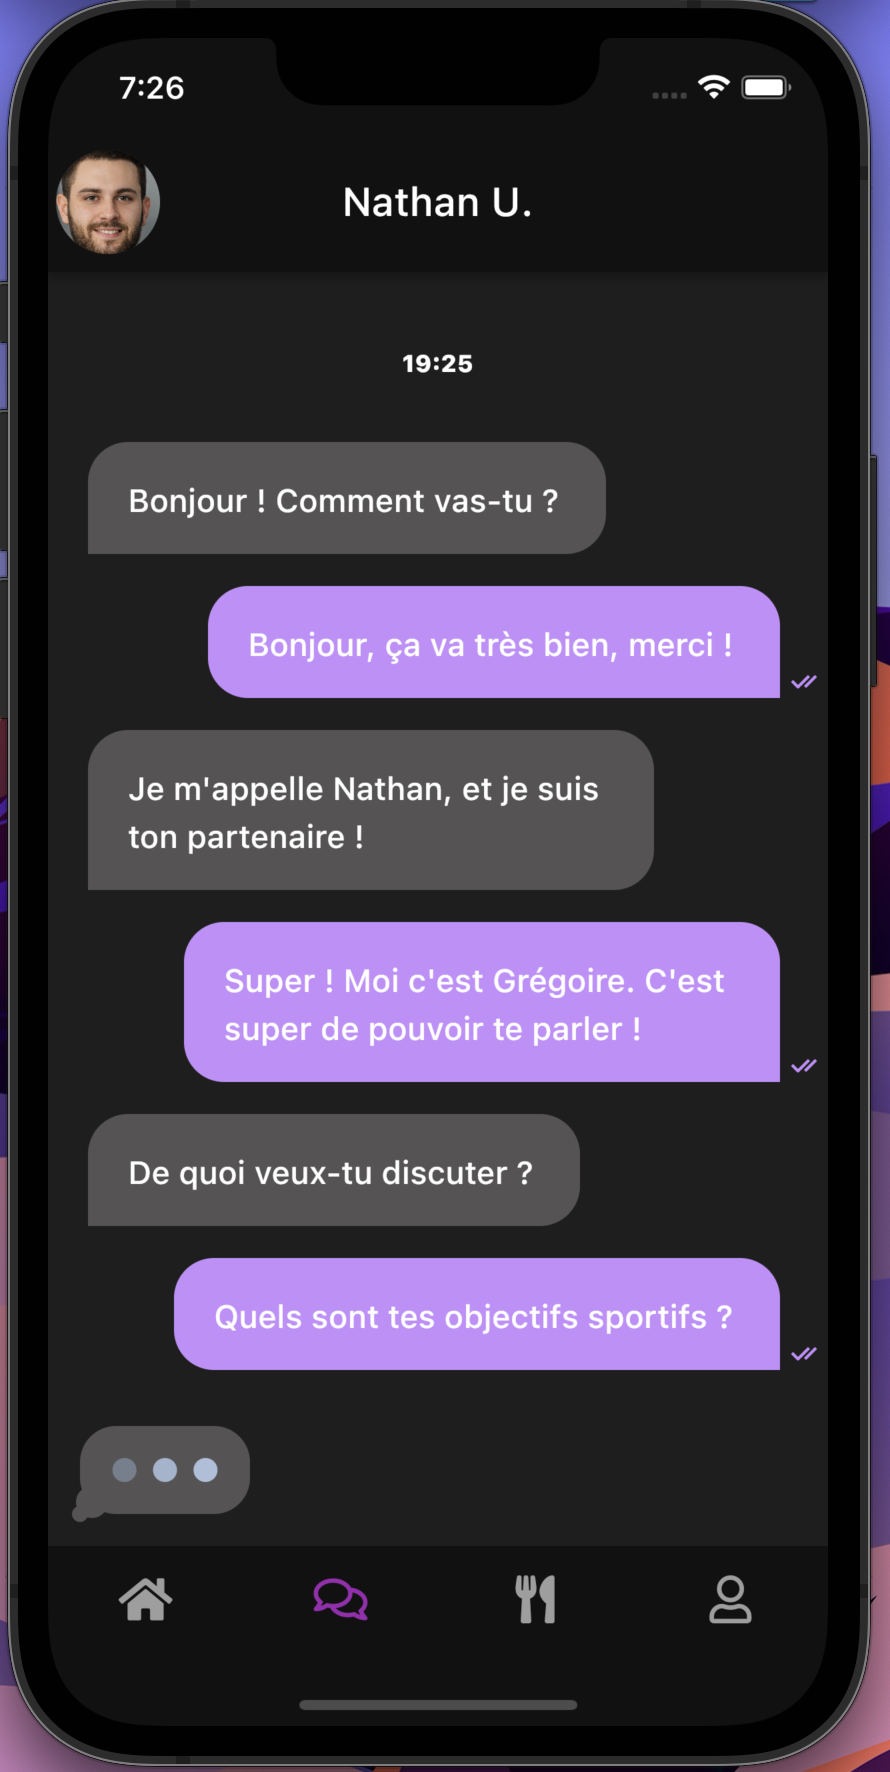 7:26
Nathan U.
19:25
Bonjour ! Comment vas-tu ?
Bonjour, ça va très bien, merci !
Je m'appelle Nathan, et je suis
ton partenaire !
Super ! Moi c'est Grégoire. C'est
super de pouvoir te parler !
De quoi veux-tu discuter ?
Quels sont tes objectifs sportifs ?